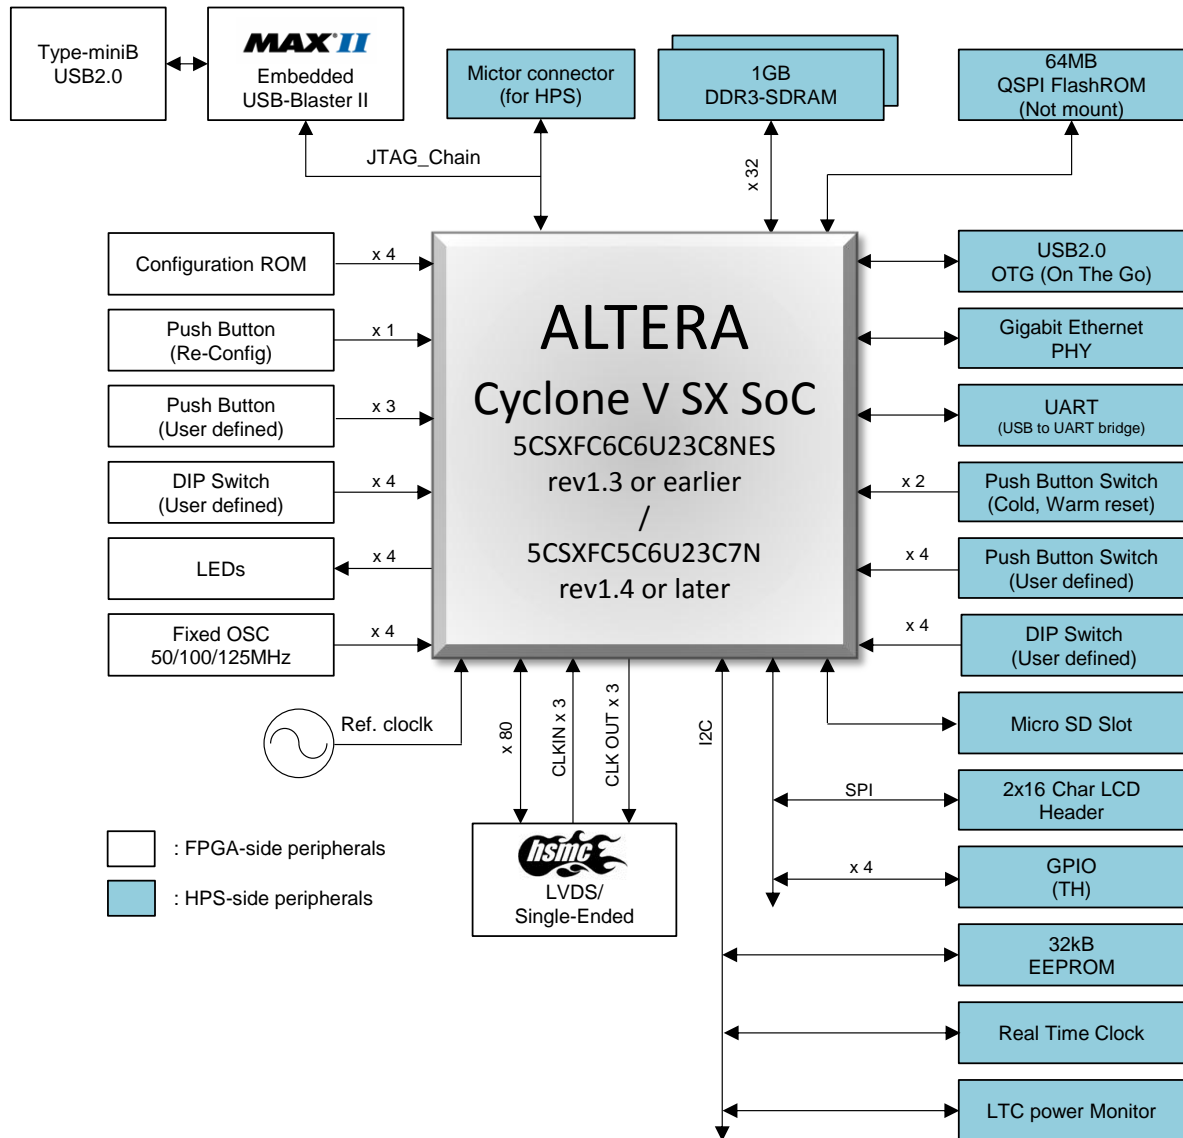 Type-miniB
USB2.0
MAX II
Embedded
USB-Blaster II
Mictor connector
(for HPS)
1GB
DDR3-SDRAM
64MB
QSPI FlashROM
(Not mount)
JTAG_Chain
x 32
Configuration ROM
x 4
Push Button
(Re-Config)
x 1
Push Button
(User defined)
x 3
DIP Switch
(User defined)
x 4
LEDs
x 4
Fixed OSC
50/100/125MHz
x 4
ALTERA
Cyclone V SX SoC
5CSXFC6C6U23C8NES
rev1.3 or earlier
/
5CSXFC5C6U23C7N
rev1.4 or later
USB2.0
OTG (On The Go)
Gigabit Ethernet
PHY
UART
(USB to UART bridge)
x 2
Push Button Switch
(Cold, Warm reset)
x 4
Push Button Switch
(User defined)
x 4
DIP Switch
(User defined)
Micro SD Slot
Ref. cloclk
x 80
CLKIN x 3
CLK OUT x 3
I2C
SPI
2x16 Char LCD
Header
x 4
GPIO
(TH)
hsmc
LVDS/
Single-Ended
32kB
EEPROM
Real Time Clock
LTC power Monitor
: FPGA-side peripherals
: HPS-side peripherals